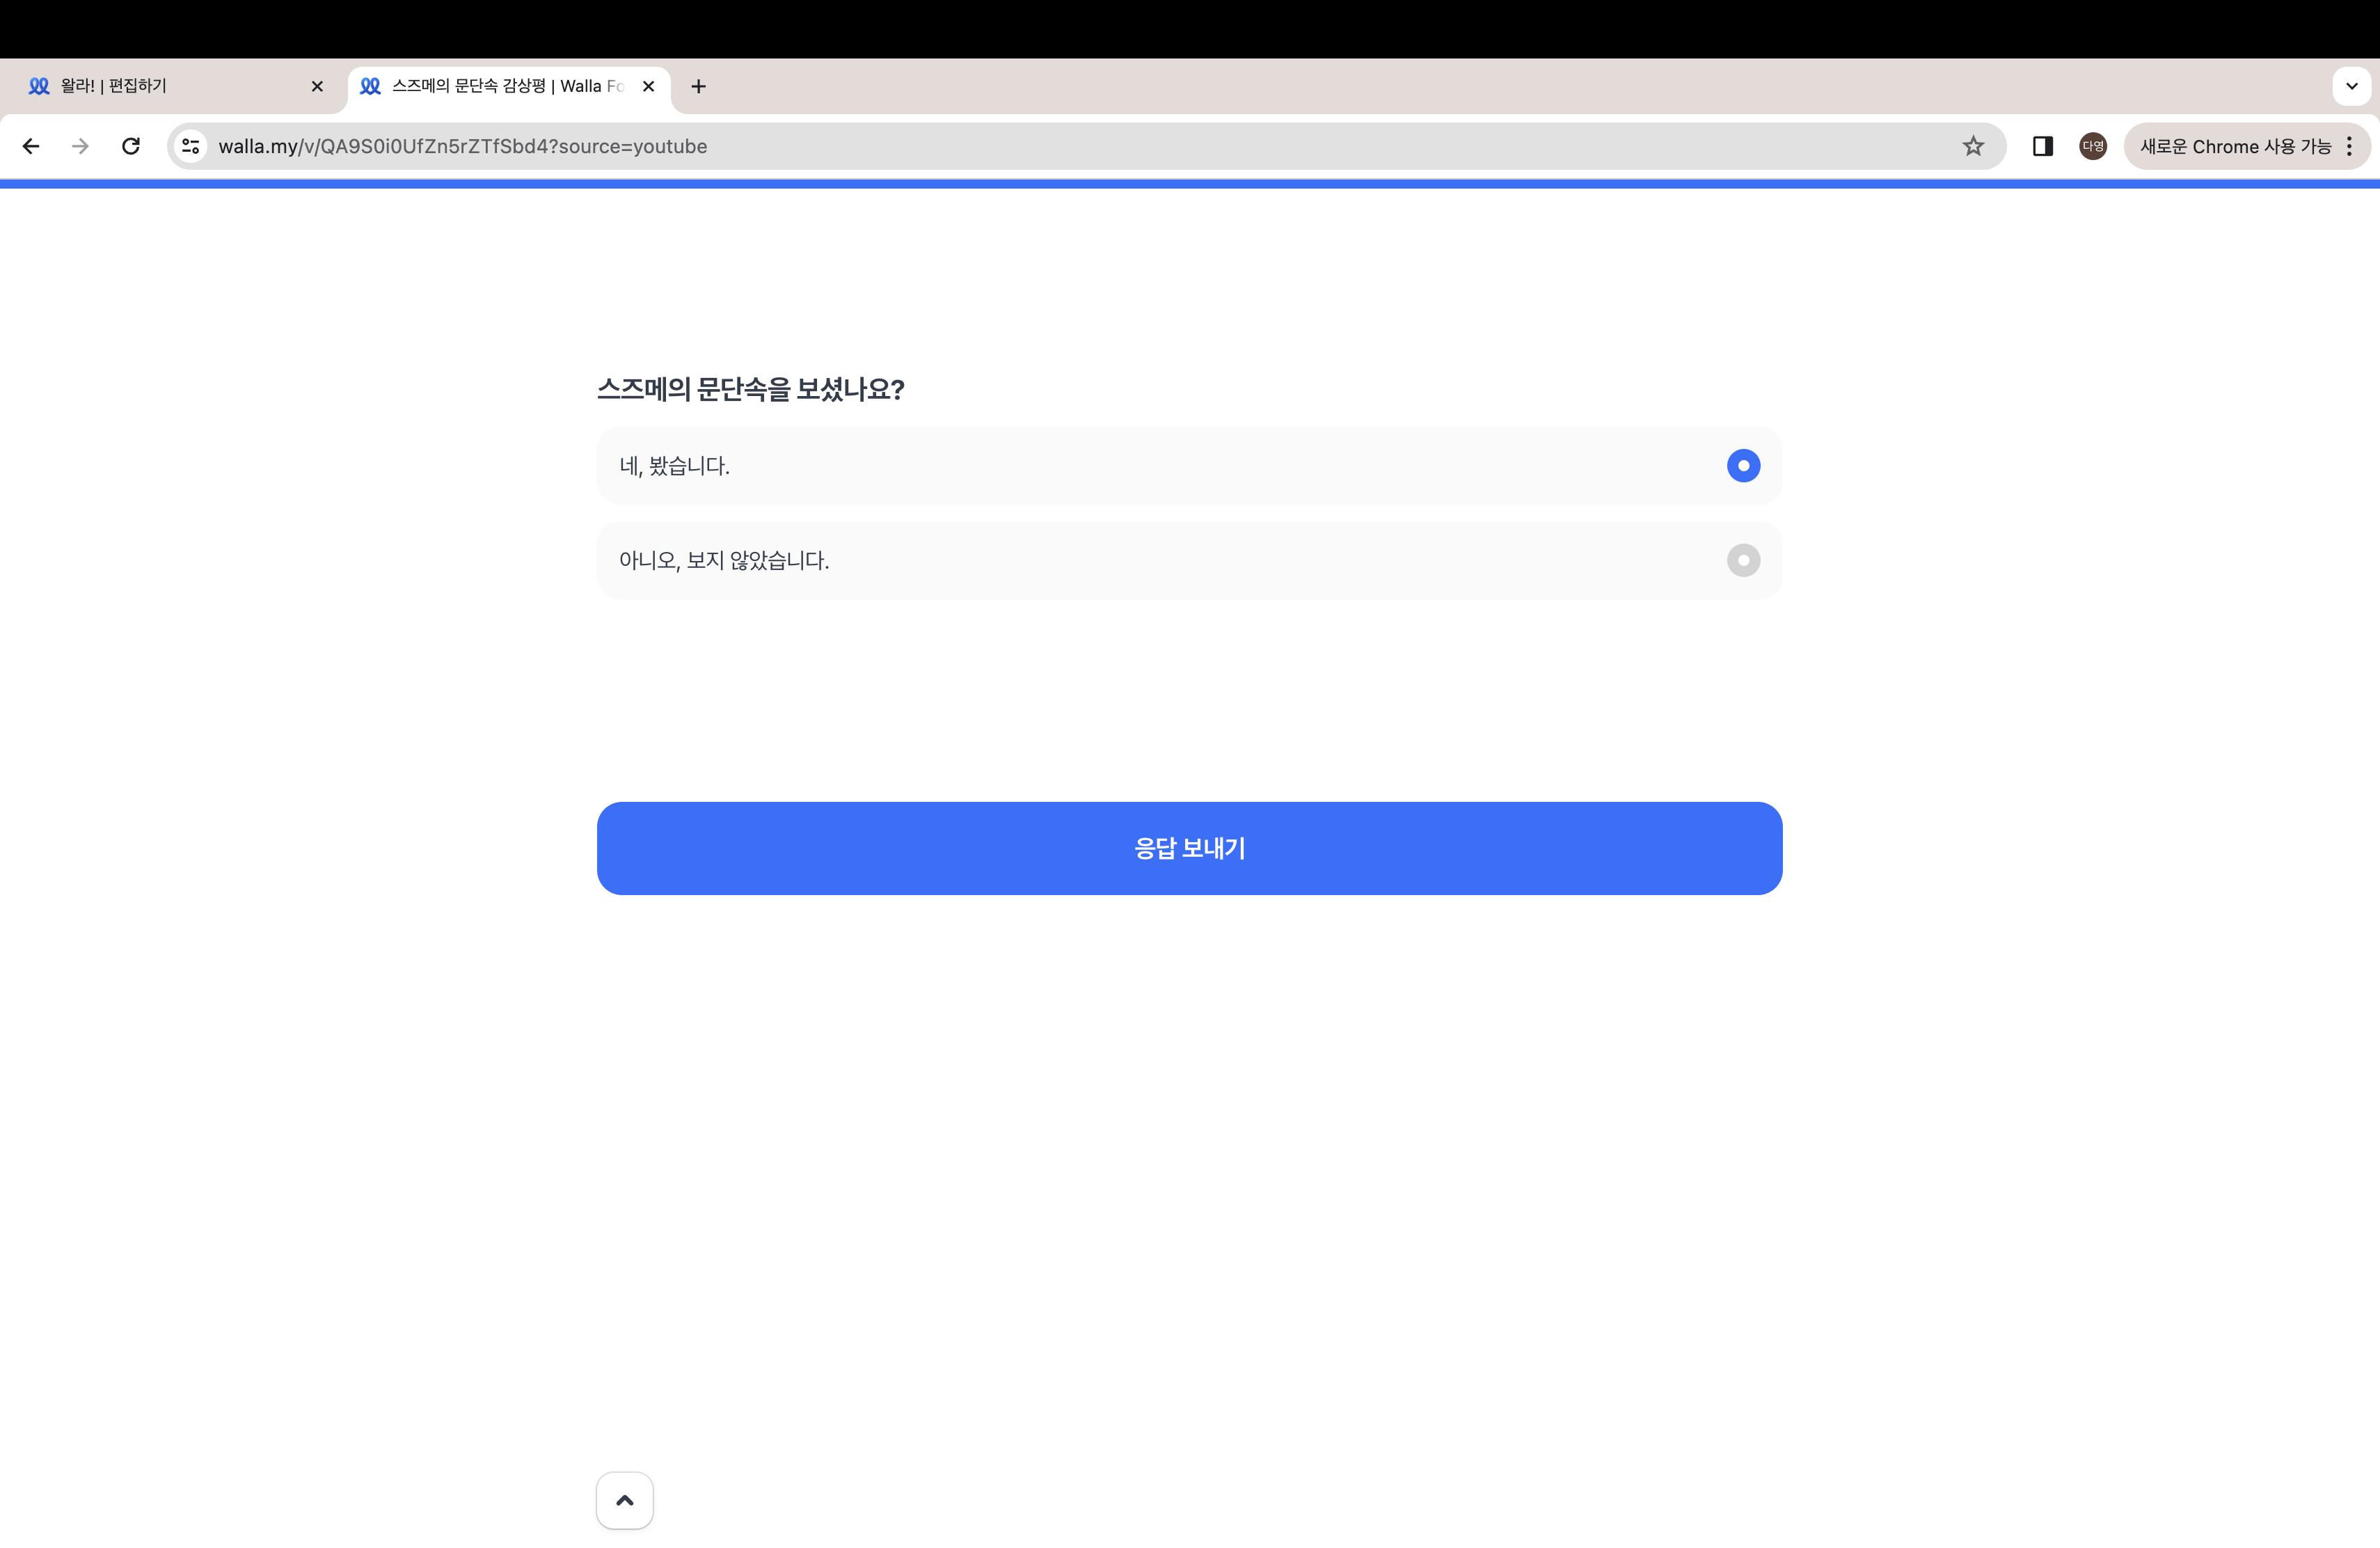 왈라! | 편집하기
스즈메의 문단속 감상평 | Walla Fo
walla.my/v/QA9S0i0UfZn5rZTfSbd4?source=youtube
다영
새로운 Chrome 사용 가능
스즈메의 문단속을 보셨나요?
네, 봤습니다.
아니오, 보지 않았습니다.
응답 보내기